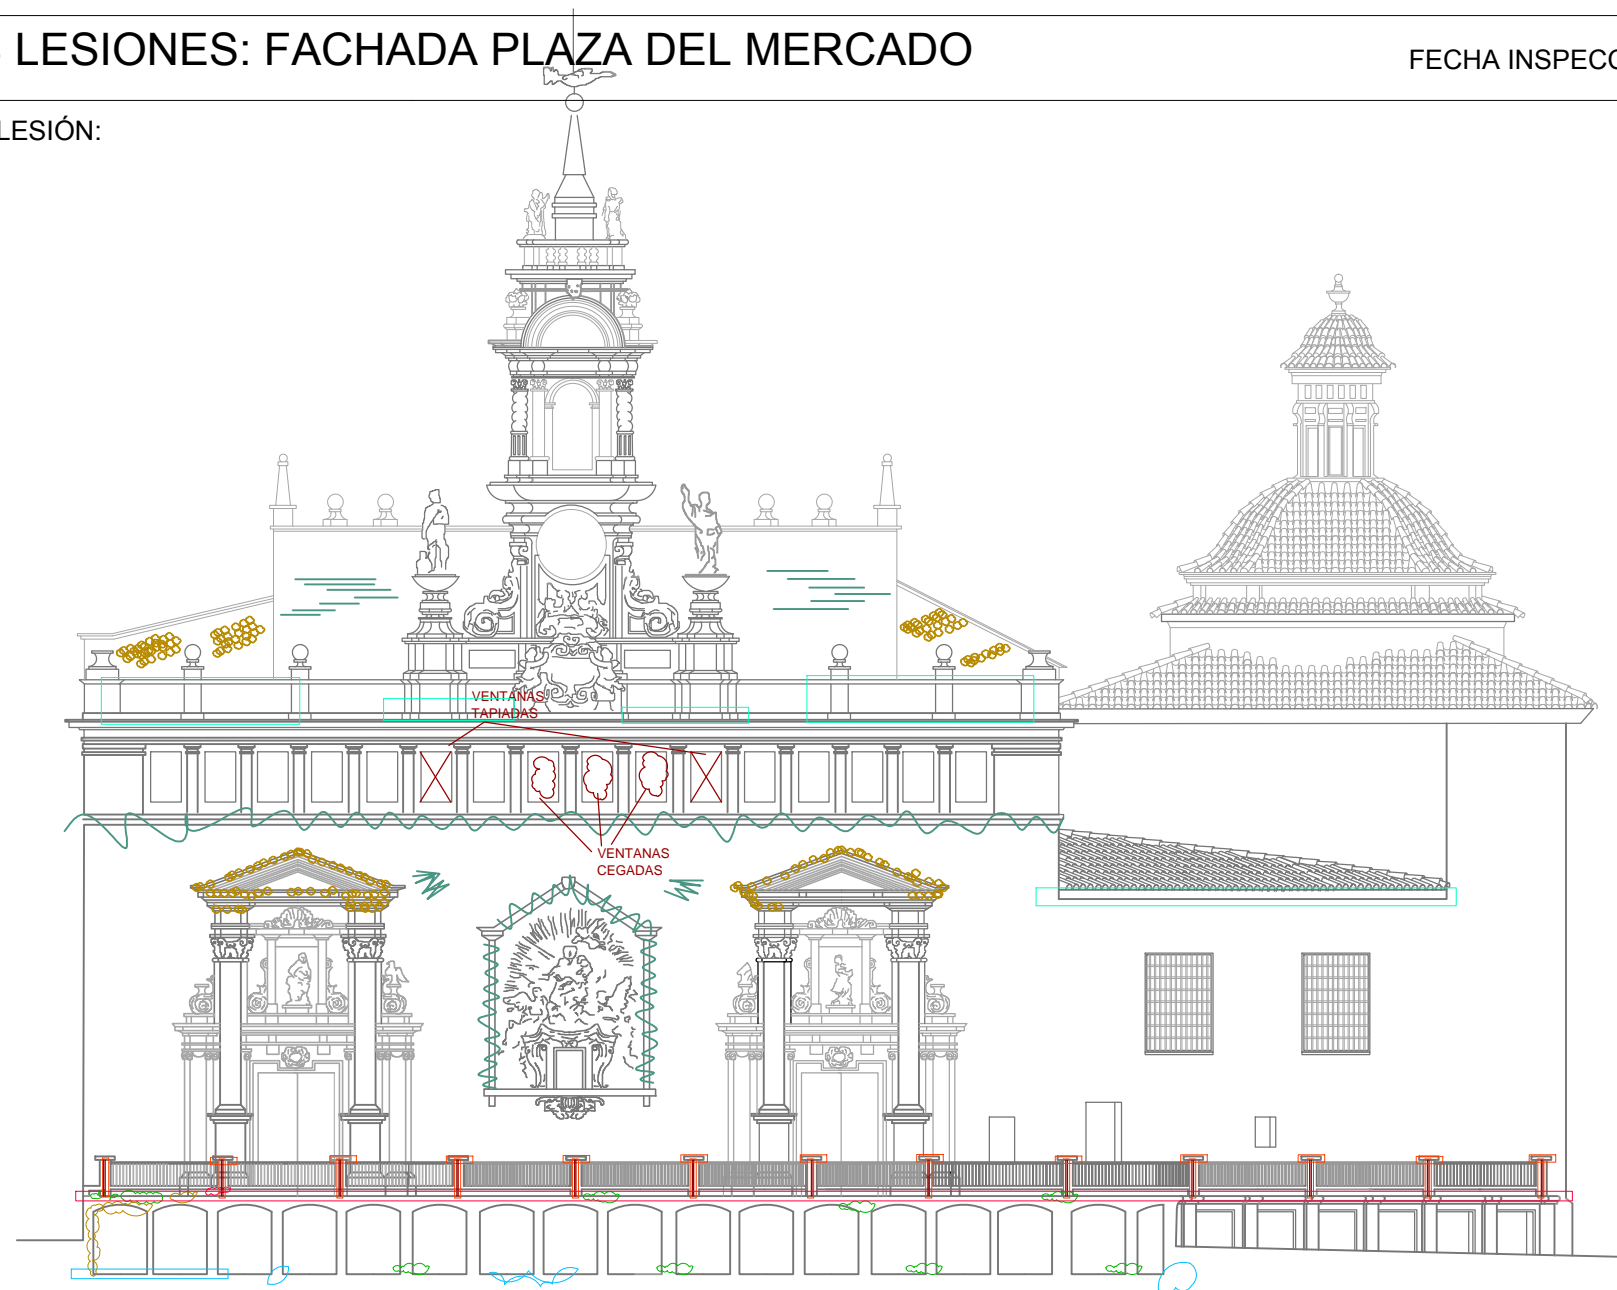 LESIONES: FACHADA PLAZA DEL MERCADO
FECHA INSPECC
LESIÓN:
VENTANAS
TAPIADAS
VENTANAS
CEGADAS